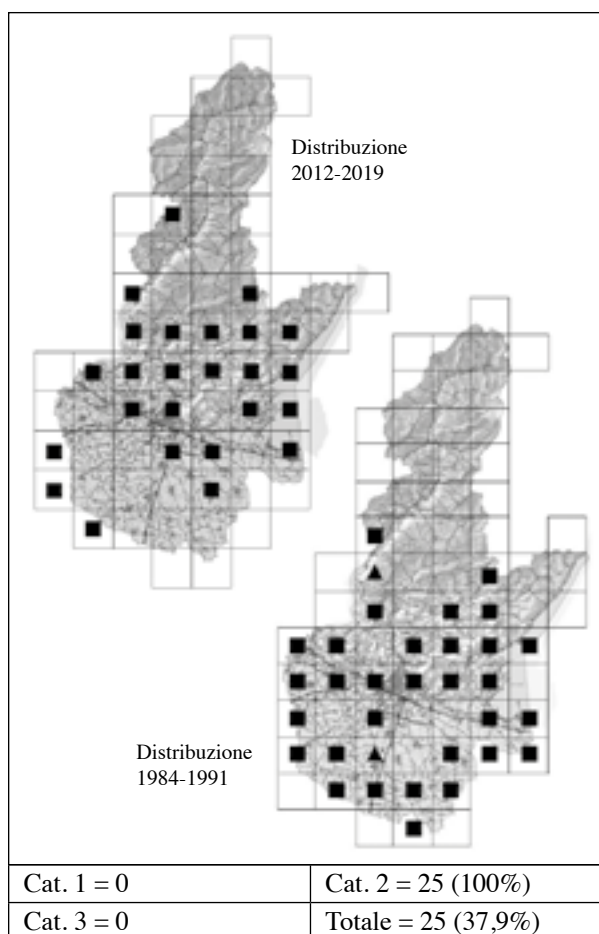 Distribuzione
2012-2019
Distribuzione
1984-1991
Cat. 1 = 0
Cat. 2 = 25 (100%)
Cat. 3 = 0
Totale = 25 (37,9%)